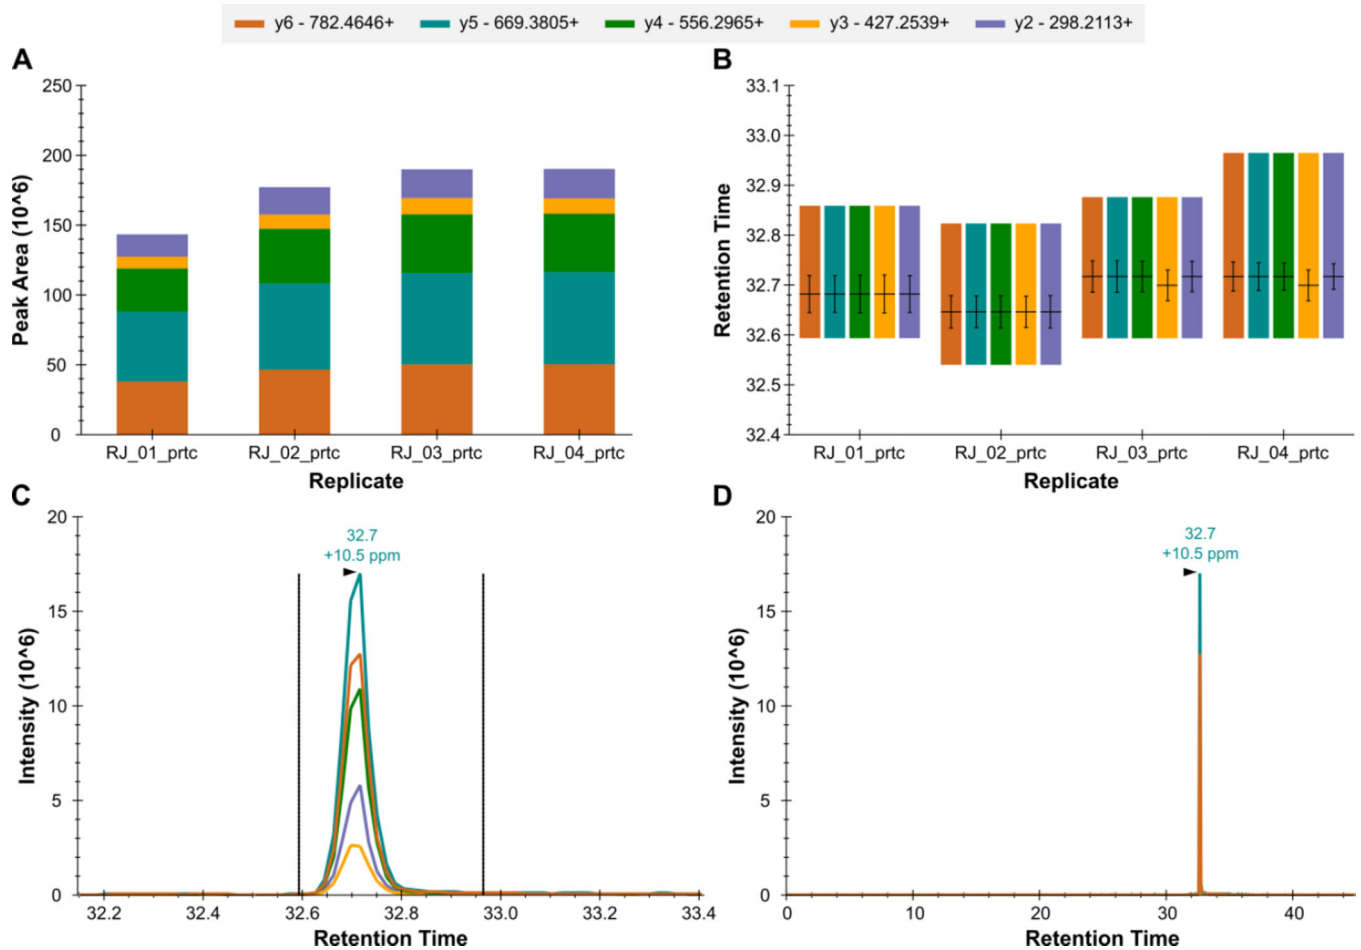 y6 - 782.4646+ y5 - 669.3805+ y4 - 556.2965+ y3 - 427.2539+ y2 - 298.2113+
A
250
200
150
100
50
0
Peak Area (10^6)
RJ_01_prtc RJ_02_prtc RJ_03_prtc RJ_04_prtc
Replicate
B
33.1
33.0
32.9
32.8
32.7
32.6
32.5
32.4
Retention Time
RJ_01_prtc RJ_02_prtc RJ_03_prtc RJ_04_prtc
Replicate
C
20
15
10
5
0
Intensity (10^6)
32.7
+10.5 ppm
32.2 32.4 32.6 32.8 33.0 33.2 33.4
Retention Time
D
20
15
10
5
0
Intensity (10^6)
32.7
+10.5 ppm
0 10 20 30 40
Retention Time